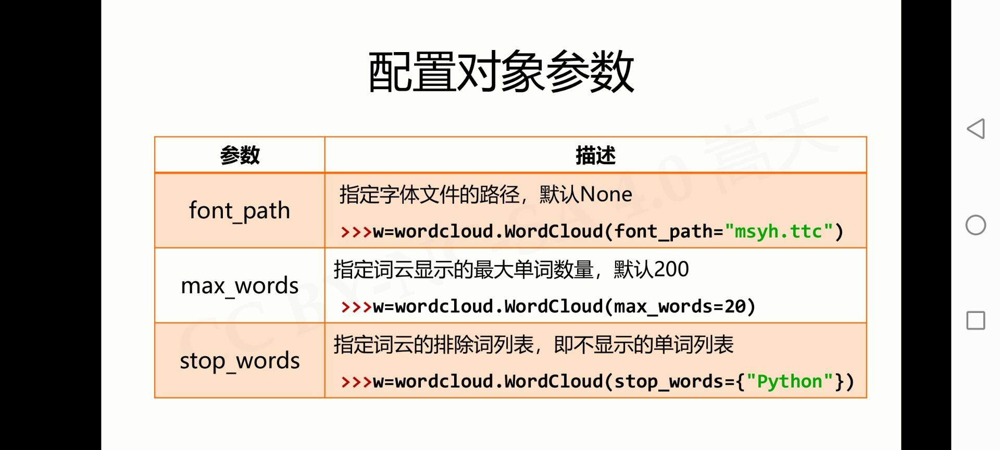 配置对象参数
参数 描述
font_path
指定字体文件的路径，默认None
>>>w=wordcloud.WordCloud(font_path="msyh.ttc")
max_words
指定词云显示的最大单词数量，默认200
>>>w=wordcloud.WordCloud(max_words=20)
stop_words
指定词云的排除词列表，即不显示的单词列表
>>>w=wordcloud.WordCloud(stop_words={"Python"})
CC BY-NC-SA 4.0 嵩天